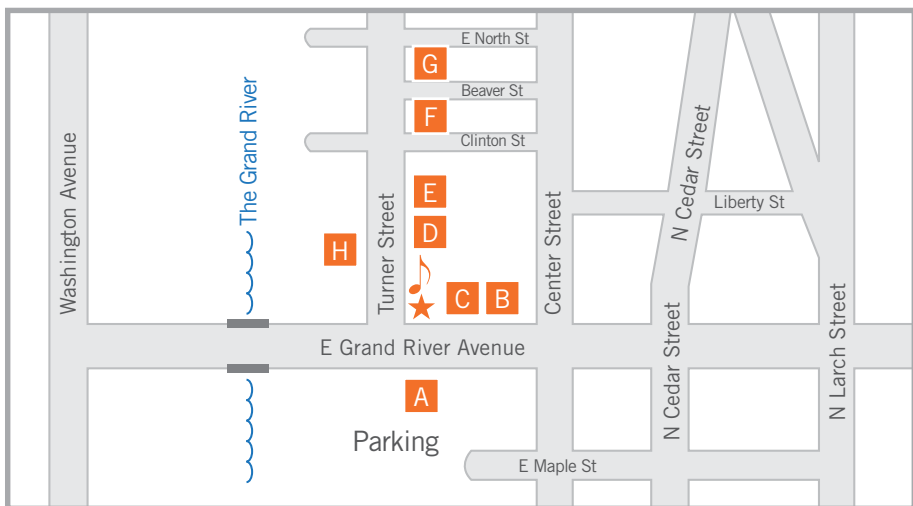 E North St
G
Beaver St
F
Clinton St
Washington Avenue
The Grand River
N Cedar Street
E
Liberty St
D
H
Turner Street
Center Street
C
B
E Grand River Avenue
N Cedar Street
N Larch Street
A
Parking
E Maple St